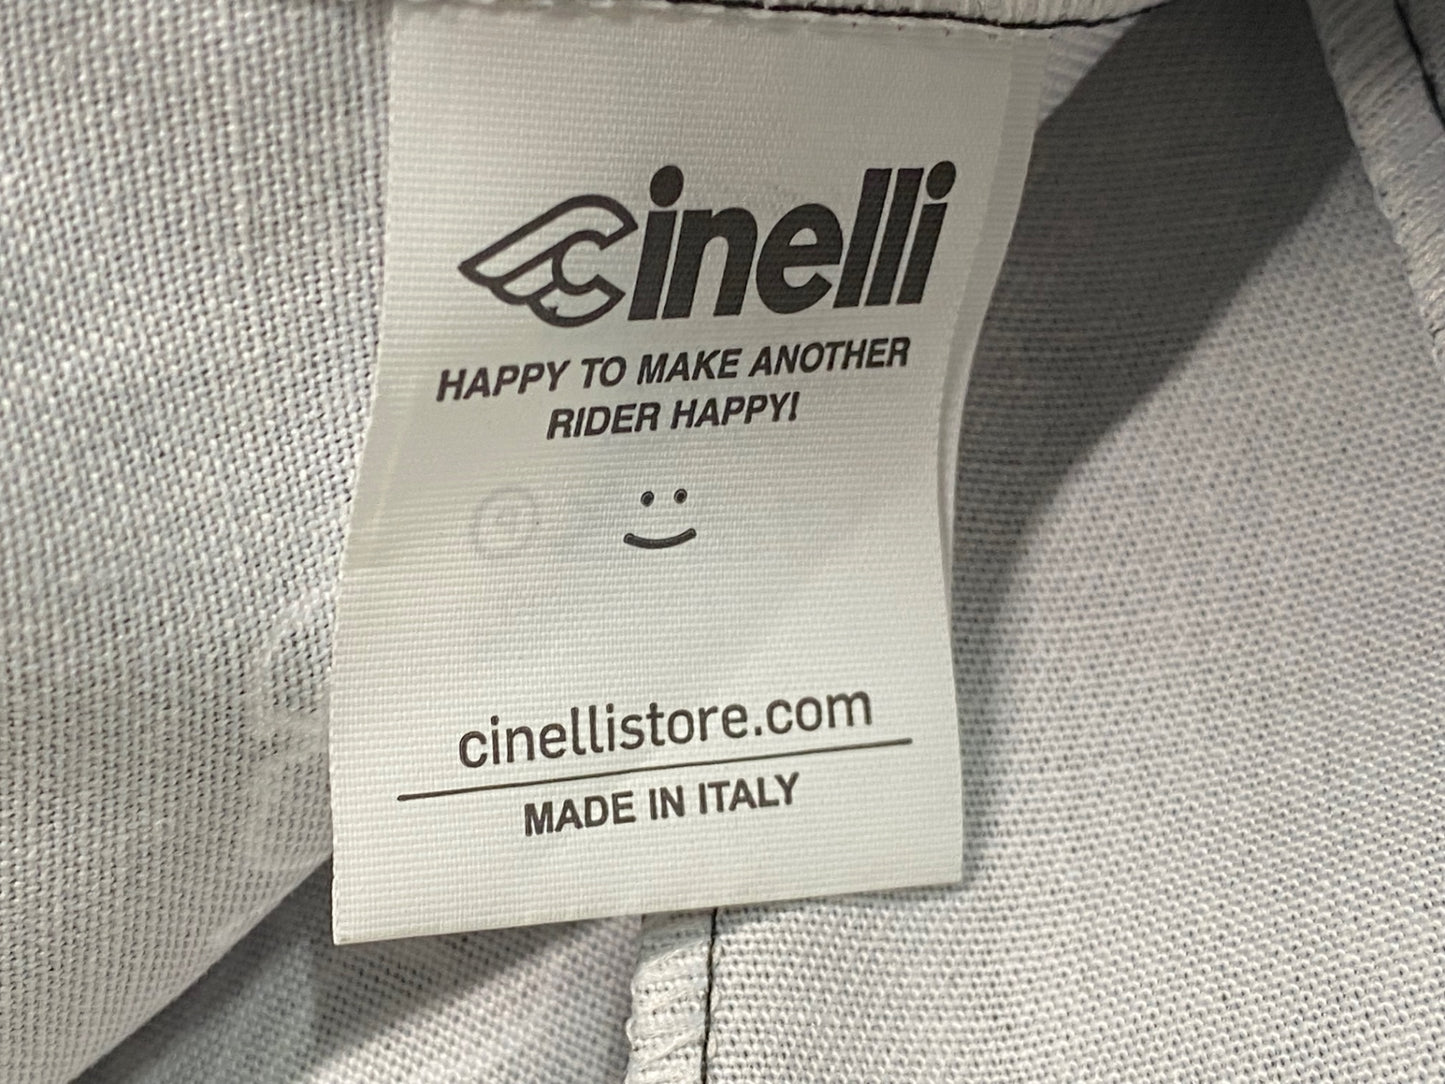 cinelli
HAPPY TO MAKE ANOTHER
RIDER HAPPY!
cinellistore.com
MADE IN ITALY